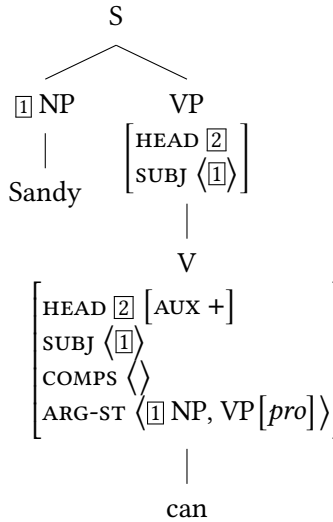 S
1 NP VP
HEAD 2
SUBJ ⟨1⟩
Sandy
V
HEAD 2 [AUX +]
SUBJ ⟨1⟩
COMPS ⟨⟩
ARG-ST ⟨1 NP, VP[pro]⟩
can